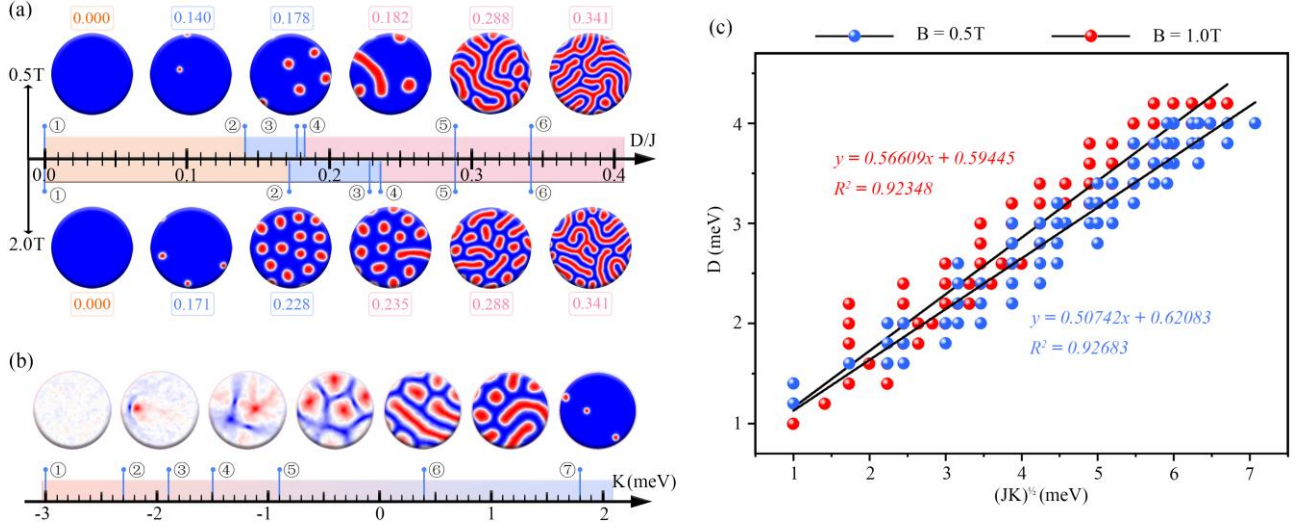 (a)
0.000 0.140 0.178 0.182 0.288 0.341
0.5T
① ② ③ ④ ⑤ ⑥
D/J
0.0 0.1 0.2 0.3 0.4
① ② ③ ④ ⑤ ⑥
2.0T
0.000 0.171 0.228 0.235 0.288 0.341
(b)
① ② ③ ④ ⑤ ⑥ ⑦
K(meV)
-3 -2 -1 0 1 2
(c)
B = 0.5T B = 1.0T
y = 0.56609x + 0.59445
R² = 0.92348
y = 0.50742x + 0.62083
R² = 0.92683
D (meV)
4
3
2
1
1 2 3 4 5 6 7
(JK)^½ (meV)